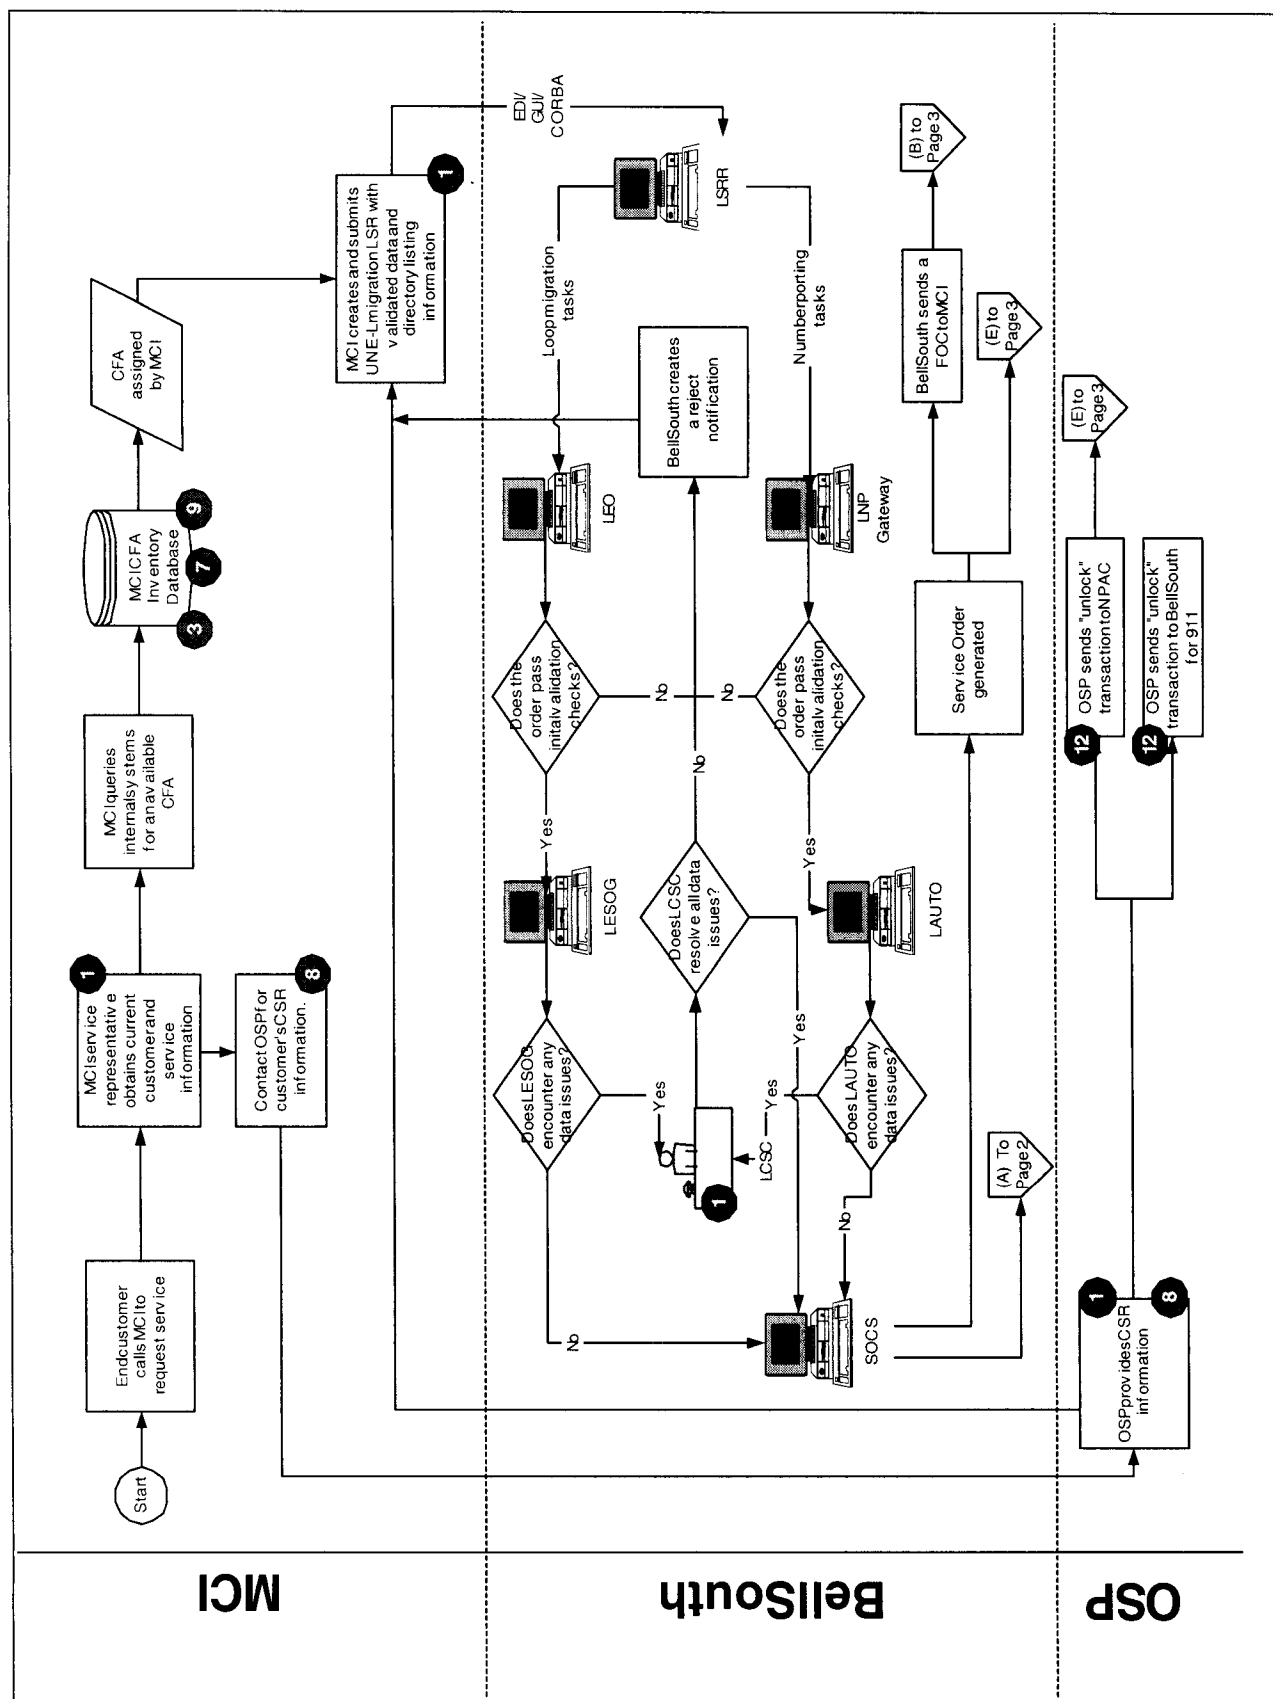 MCI
Start
Endcustomer
calls MCI to
request service
1
MCI service
representative
obtains current
customer and
service
information
MCI queries
internal systems
for an available
CFA
MCI CFA
Inventory
Database
3
7
9
CFA
assigned
by MCI
Contact OSP for
customer's CSR
information.
8
MCI creates and submits
UNE-L migration LSR with
validated data and
directory listing
information
1
BellSouth
EDI/
GUI/
CORBA
LSRR
Loop migration
tasks
Number porting
tasks
LEO
LNP
Gateway
BellSouth creates
a reject
notification
Does the
order pass
inital validation
checks?
No
Yes
Does the
order pass
inital validation
checks?
No
Yes
LESOG
LAUTO
Does LESOG
encounter any
data issues?
Yes
No
Does LAUTO
encounter any
data issues?
Yes
No
LCSC
1
Does LCSC
resolve all data
issues?
No
Yes
SOCS
(A) To
Page 2
Service Order
generated
BellSouth sends a
FOC to MCI
(B) to
Page 3
(E) to
Page 3
OSP
OSP provides CSR
information
1
8
12
OSP sends "unlock"
transaction to NPAC
(E) to
Page 3
12
OSP sends "unlock"
transaction to BellSouth
for 911